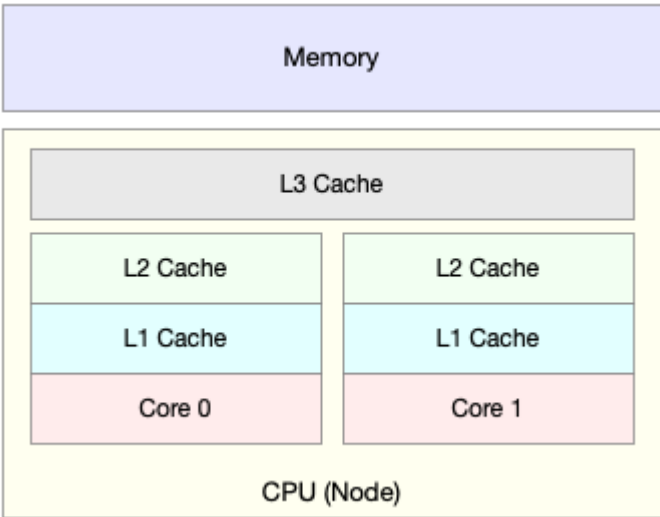 Memory
L3 Cache
L2 Cache
L2 Cache
L1 Cache
L1 Cache
Core 0
Core 1
CPU (Node)